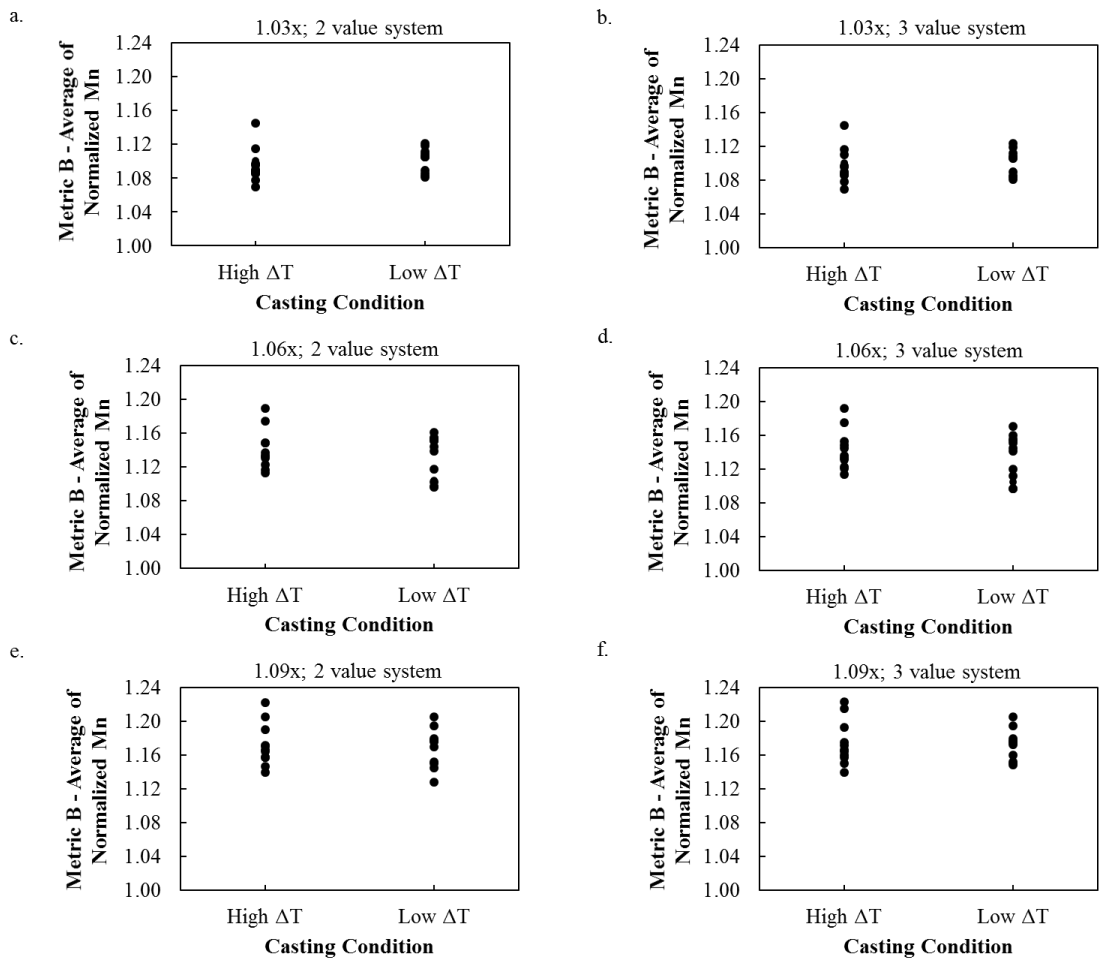 a.
1.03x; 2 value system
Metric B - Average of
Normalized Mn
1.24
1.20
1.16
1.12
1.08
1.04
1.00
High ΔT
Low ΔT
Casting Condition
b.
1.03x; 3 value system
Metric B - Average of
Normalized Mn
1.24
1.20
1.16
1.12
1.08
1.04
1.00
High ΔT
Low ΔT
Casting Condition
c.
1.06x; 2 value system
Metric B - Average of
Normalized Mn
1.24
1.20
1.16
1.12
1.08
1.04
1.00
High ΔT
Low ΔT
Casting Condition
d.
1.06x; 3 value system
Metric B - Average of
Normalized Mn
1.24
1.20
1.16
1.12
1.08
1.04
1.00
High ΔT
Low ΔT
Casting Condition
e.
1.09x; 2 value system
Metric B - Average of
Normalized Mn
1.24
1.20
1.16
1.12
1.08
1.04
1.00
High ΔT
Low ΔT
Casting Condition
f.
1.09x; 3 value system
Metric B - Average of
Normalized Mn
1.24
1.20
1.16
1.12
1.08
1.04
1.00
High ΔT
Low ΔT
Casting Condition